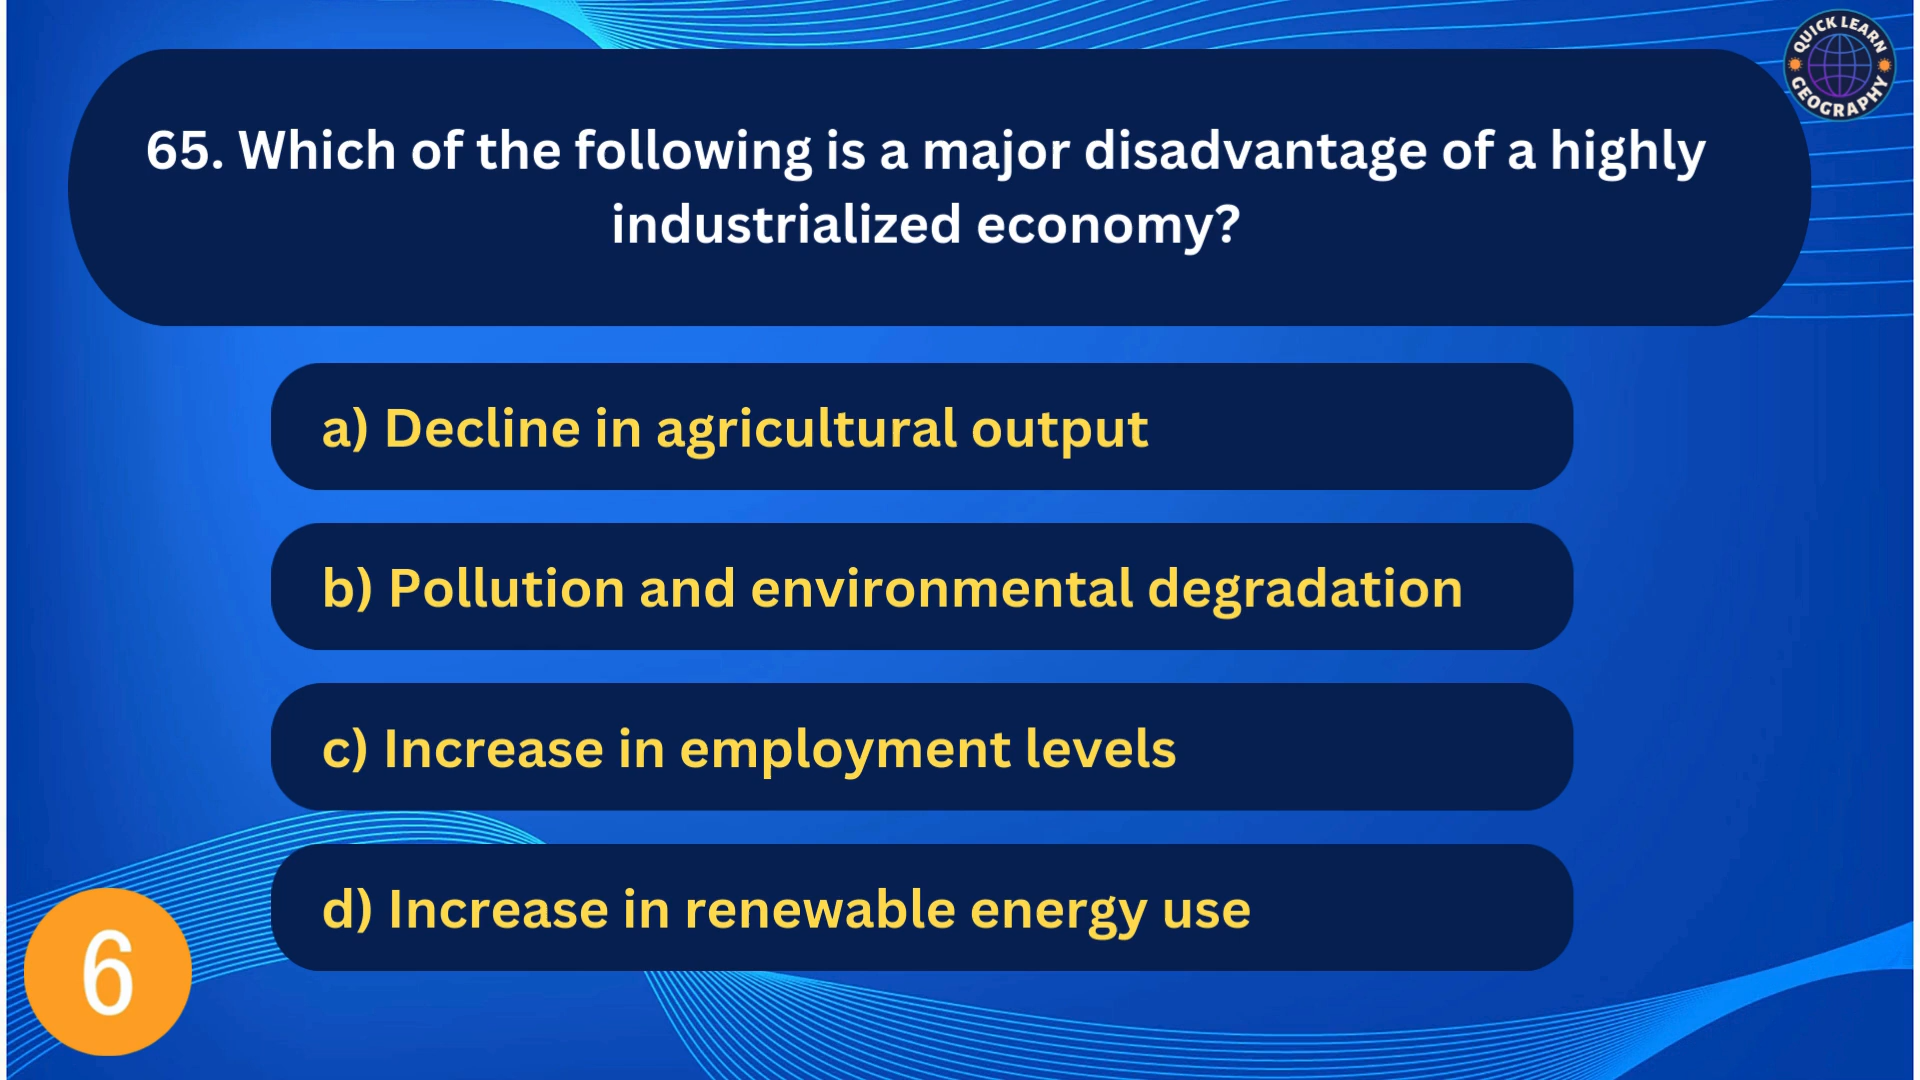 QUICK LEARN
GEOGRAPHY
65. Which of the following is a major disadvantage of a highly
industrialized economy?
a) Decline in agricultural output
b) Pollution and environmental degradation
c) Increase in employment levels
d) Increase in renewable energy use
6